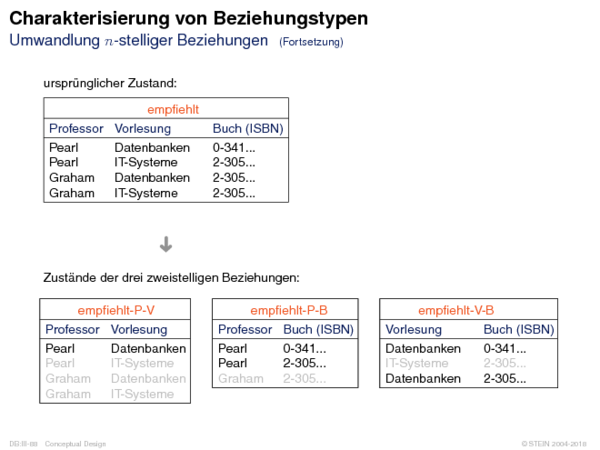 Charakterisierung von Beziehungstypen
Umwandlung n-stelliger Beziehungen (Fortsetzung)
ursprünglicher Zustand:
empfiehlt
Professor Vorlesung Buch (ISBN)
Pearl Datenbanken 0-341...
Pearl IT-Systeme 2-305...
Graham Datenbanken 2-305...
Graham IT-Systeme 2-305...
Zustände der drei zweistelligen Beziehungen:
empfiehlt-P-V
Professor Vorlesung
Pearl Datenbanken
Pearl IT-Systeme
Graham Datenbanken
Graham IT-Systeme
empfiehlt-P-B
Professor Buch (ISBN)
Pearl 0-341...
Pearl 2-305...
Graham 2-305...
empfiehlt-V-B
Vorlesung Buch (ISBN)
Datenbanken 0-341...
IT-Systeme 2-305...
Datenbanken 2-305...
DB:III-88 Conceptual Design
© STEIN 2004-2018